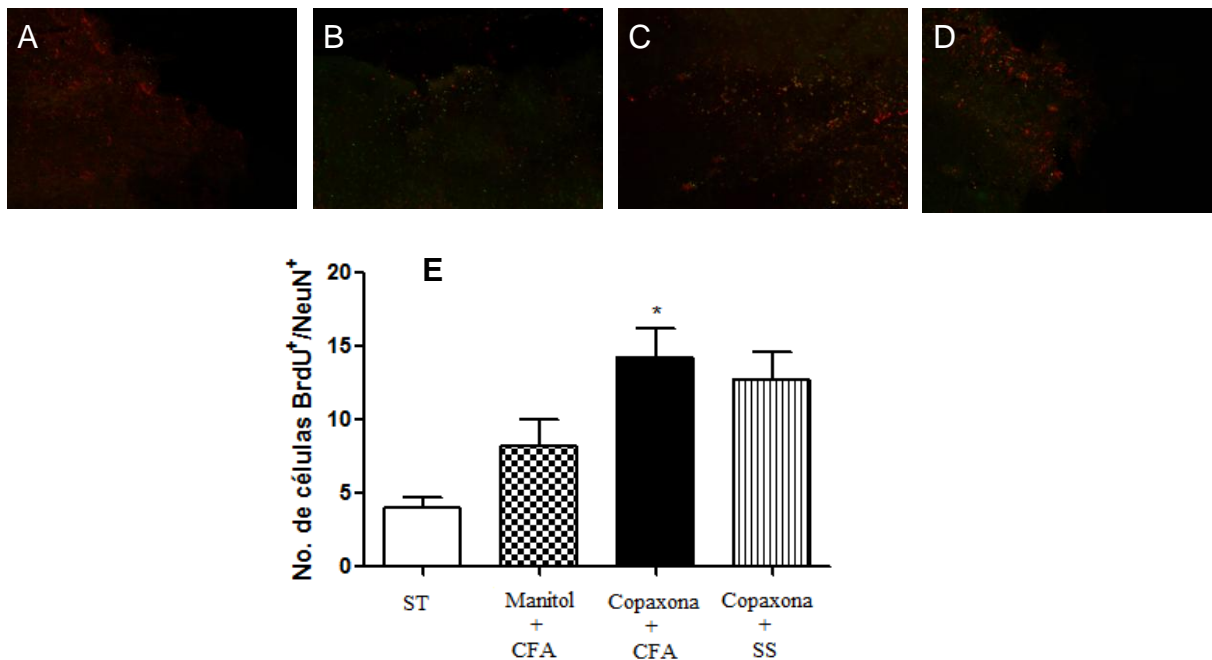 A
B
C
D
E
No. de células BrdU⁺/NeuN⁺
20
15
10
5
0
*
ST
Manitol
+
CFA
Copaxona
+
CFA
Copaxona
+
SS